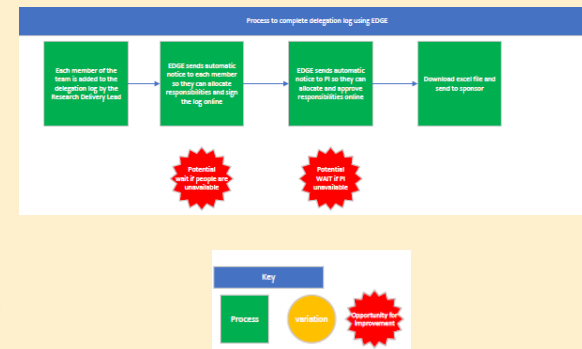 Process to complete delegation log using EDGE
Each member of the
team is added to the
delegation log by the
Research Delivery Lead
EDGE sends automatic
notice to each member
so they can allocate
responsibilities and sign
the log online
EDGE sends automatic
notice to PI so they can
allocate and approve
responsibilities online
Download excel file and
send to sponsor
Potential
wait if people are
unavailable
Potential
WAIT if PI
unavailable
Key
Process
variation
Opportunity for
improvement